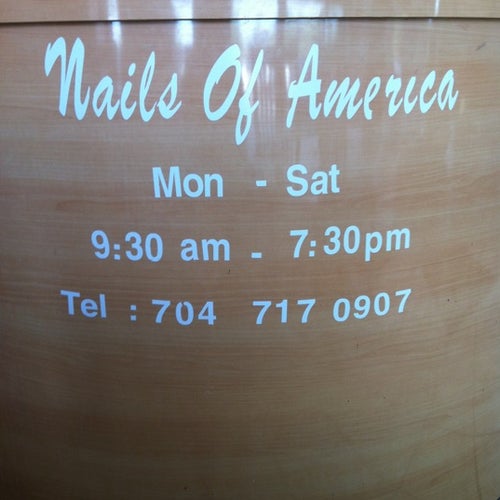 Nails Of America
Mon - Sat
9:30 am - 7:30pm
Tel : 704 717 0907